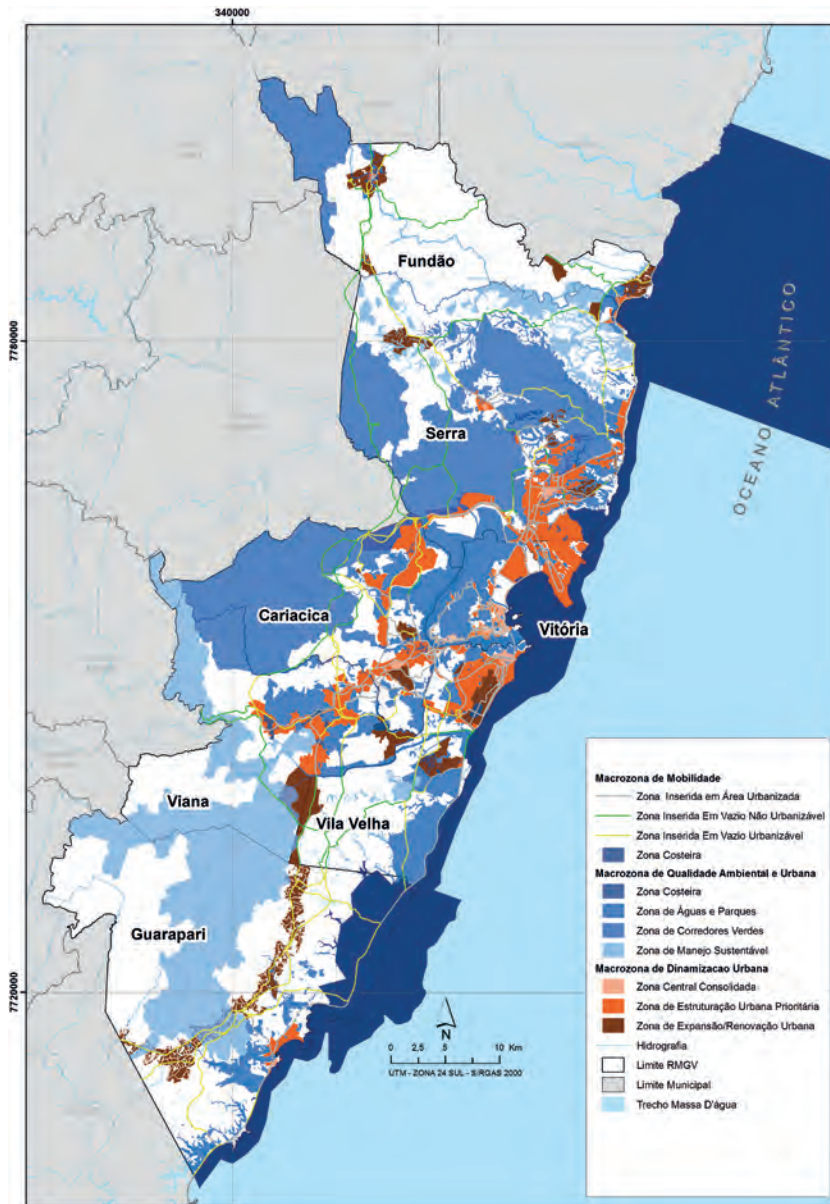 340000
7780000
Fundão
OCEANO ATLÂNTICO
Serra
Cariacica
Vitória
Viana
Vila Velha
Guarapari
7720000
N
0 2,5 5 10 Km
UTM - ZONA 24 SUL - SIRGAS 2000
Macrozona de Mobilidade
Zona Inserida em Área Urbanizada
Zona Inserida Em Vazio Não Urbanizável
Zona Inserida Em Vazio Urbanizável
Zona Costeira
Macrozona de Qualidade Ambiental e Urbana
Zona Costeira
Zona de Águas e Parques
Zona de Corredores Verdes
Zona de Manejo Sustentável
Macrozona de Dinamizacao Urbana
Zona Central Consolidada
Zona de Estruturação Urbana Prioritária
Zona de Expansão/Renovação Urbana
Hidrografia
Limite RMGV
Limite Municipal
Trecho Massa D'água